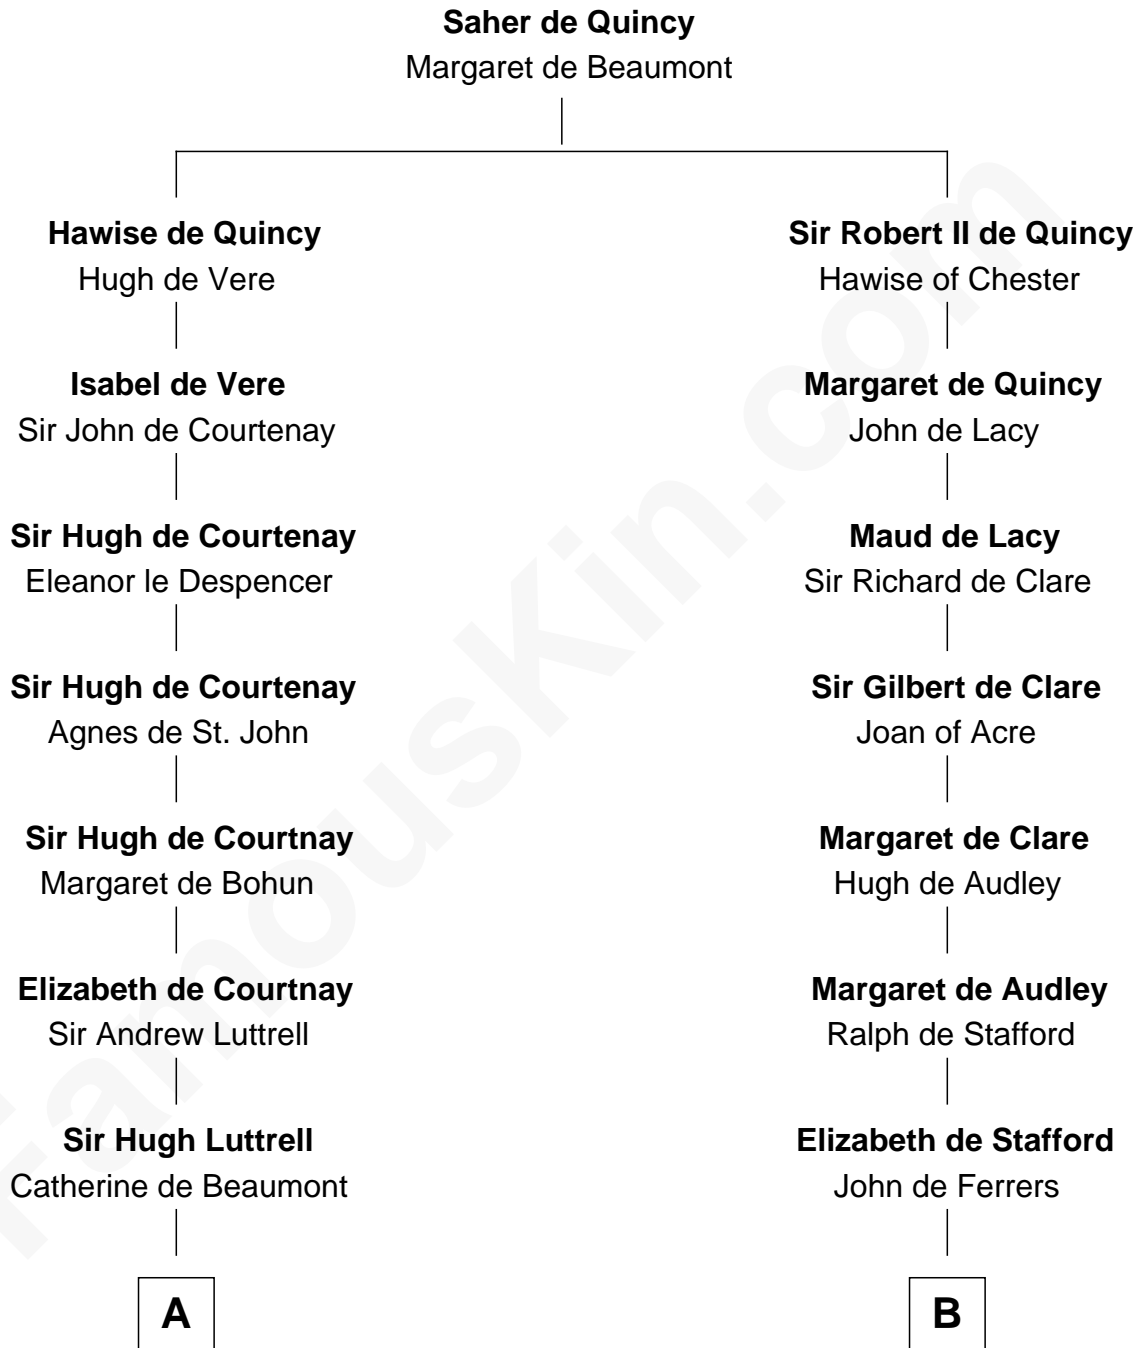 Saher de Quincy
Margaret de Beaumont
Hawise de Quincy
Hugh de Vere
Isabel de Vere
Sir John de Courtenay
Sir Hugh de Courtenay
Eleanor le Despencer
Sir Hugh de Courtenay
Agnes de St. John
Sir Hugh de Courtnay
Margaret de Bohun
Elizabeth de Courtnay
Sir Andrew Luttrell
Sir Hugh Luttrell
Catherine de Beaumont
A
Sir Robert II de Quincy
Hawise of Chester
Margaret de Quincy
John de Lacy
Maud de Lacy
Sir Richard de Clare
Sir Gilbert de Clare
Joan of Acre
Margaret de Clare
Hugh de Audley
Margaret de Audley
Ralph de Stafford
Elizabeth de Stafford
John de Ferrers
B
FamousKin.com